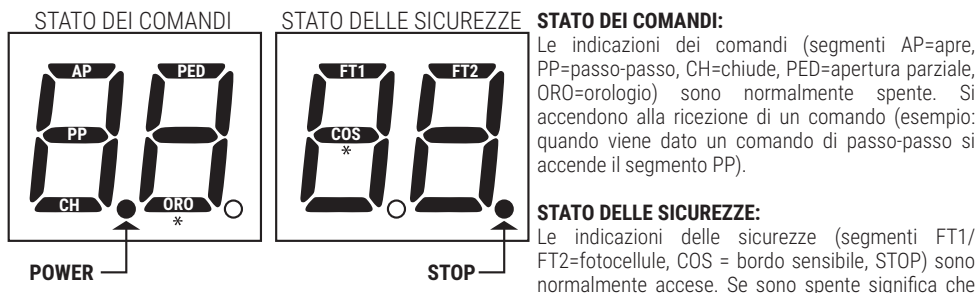 STATO DEI COMANDI
AP
PED
PP
CH
ORO
*
POWER
STATO DELLE SICUREZZE
FT1
FT2
COS
*
STOP
STATO DEI COMANDI:
Le indicazioni dei comandi (segmenti AP=apre,
PP=passo-passo, CH=chiude, PED=apertura parziale,
ORO=orologio) sono normalmente spente. Si
accendono alla ricezione di un comando (esempio:
quando viene dato un comando di passo-passo si
accende il segmento PP).
STATO DELLE SICUREZZE:
Le indicazioni delle sicurezze (segmenti FT1/
FT2=fotocellule, COS = bordo sensibile, STOP) sono
normalmente accese. Se sono spente significa che